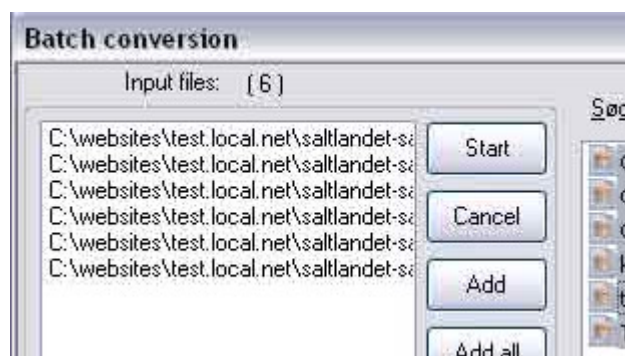 Batch conversion
Input files: ( 6 )
C:\websites\test.local.net\saltlandet-sa
C:\websites\test.local.net\saltlandet-sa
C:\websites\test.local.net\saltlandet-sa
C:\websites\test.local.net\saltlandet-sa
C:\websites\test.local.net\saltlandet-sa
C:\websites\test.local.net\saltlandet-sa
Start
Cancel
Add
Add all
Søg